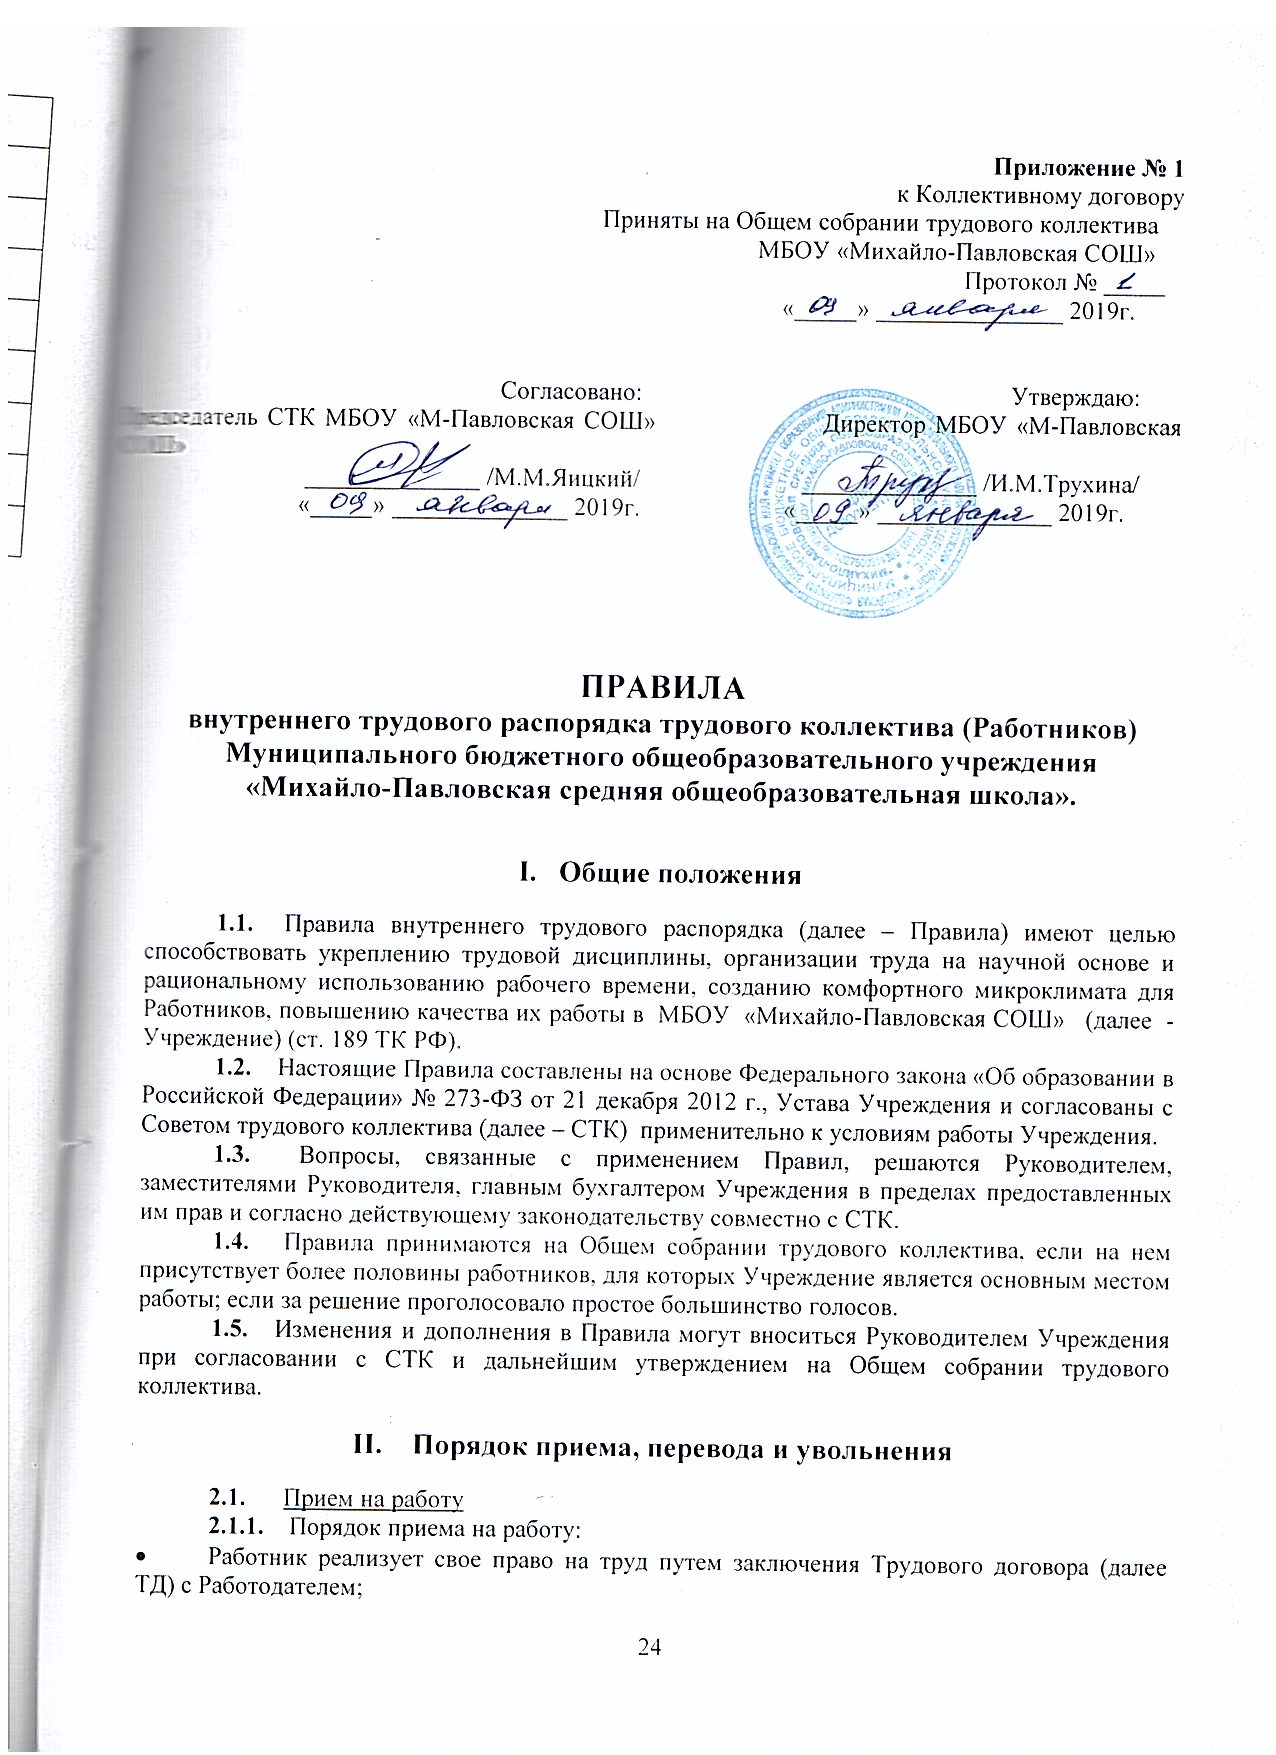 Приложение № 1
к Коллективному договору
Приняты на Общем собрании трудового коллектива
МБОУ «Михайло-Павловская СОШ»
Протокол № 1
«09» января 2019г.
Согласовано:
Председатель СТК МБОУ «М-Павловская СОШ»
/М.М.Яицкий/
«09» января 2019г.
Утверждаю:
Директор МБОУ «М-Павловская
СОШ»
/И.М.Трухина/
«09» января 2019г.
ПРАВИЛА
внутреннего трудового распорядка трудового коллектива (Работников)
Муниципального бюджетного общеобразовательного учреждения
«Михайло-Павловская средняя общеобразовательная школа».
I. Общие положения
1.1. Правила внутреннего трудового распорядка (далее – Правила) имеют целью
способствовать укреплению трудовой дисциплины, организации труда на научной основе и
рациональному использованию рабочего времени, созданию комфортного микроклимата для
Работников, повышению качества их работы в МБОУ «Михайло-Павловская СОШ» (далее -
Учреждение) (ст. 189 ТК РФ).
1.2. Настоящие Правила составлены на основе Федерального закона «Об образовании в
Российской Федерации» № 273-ФЗ от 21 декабря 2012 г., Устава Учреждения и согласованы с
Советом трудового коллектива (далее – СТК) применительно к условиям работы Учреждения.
1.3. Вопросы, связанные с применением Правил, решаются Руководителем,
заместителями Руководителя, главным бухгалтером Учреждения в пределах предоставленных
им прав и согласно действующему законодательству совместно с СТК.
1.4. Правила принимаются на Общем собрании трудового коллектива, если на нем
присутствует более половины работников, для которых Учреждение является основным местом
работы; если за решение проголосовало простое большинство голосов.
1.5. Изменения и дополнения в Правила могут вноситься Руководителем Учреждения
при согласовании с СТК и дальнейшим утверждением на Общем собрании трудового
коллектива.
II. Порядок приема, перевода и увольнения
2.1. Прием на работу
2.1.1. Порядок приема на работу:
• Работник реализует свое право на труд путем заключения Трудового договора (далее
ТД) с Работодателем;
24